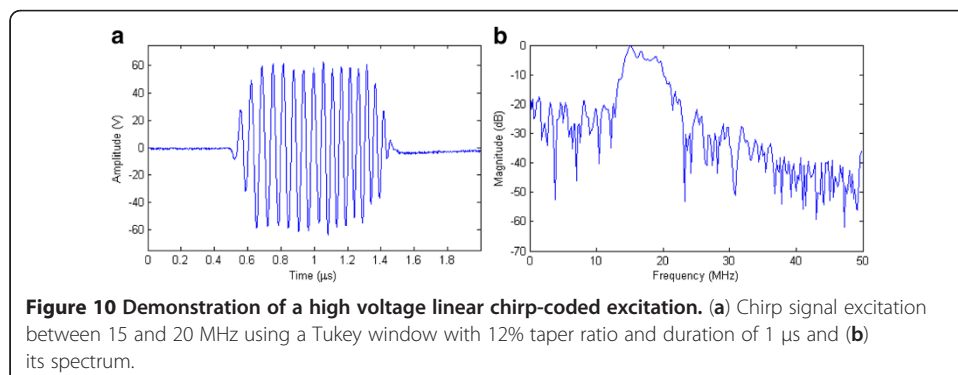 a
b
60
40
20
0
-20
-40
-60
Amplitude (V)
0 0.2 0.4 0.6 0.8 1.0 1.2 1.4 1.6 1.8
Time (μs)
0
-10
-20
-30
-40
-50
-60
-70
Magnitude (dB)
0 10 20 30 40 50
Frequency (MHz)
Figure 10 Demonstration of a high voltage linear chirp-coded excitation. (a) Chirp signal excitation
between 15 and 20 MHz using a Tukey window with 12% taper ratio and duration of 1 μs and (b)
its spectrum.